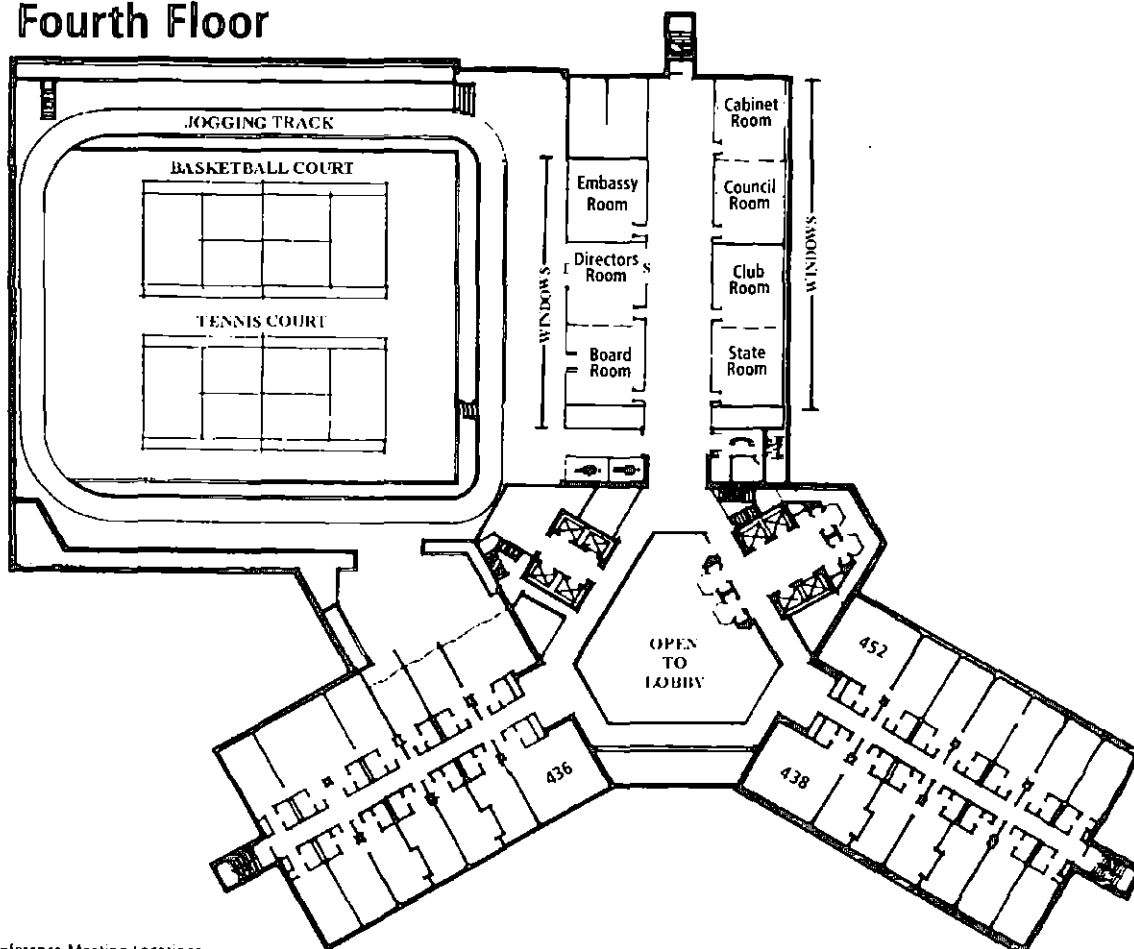 Fourth Floor
JOGGING TRACK
BASKETBALL COURT
TENNIS COURT
WINDOWS
Embassy
Room
Directors
Room
Board
Room
Cabinet
Room
Council
Room
Club
Room
State
Room
WINDOWS
OPEN
TO
LOBBY
452
436
438